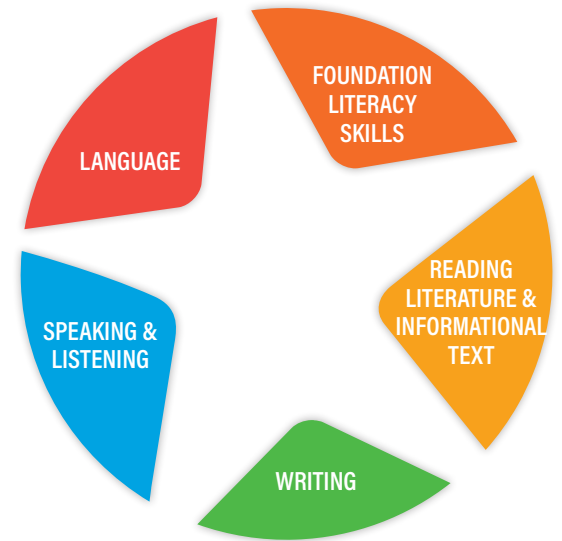 FOUNDATION
LITERACY
SKILLS
LANGUAGE
READING
LITERATURE &
INFORMATIONAL
TEXT
SPEAKING &
LISTENING
WRITING